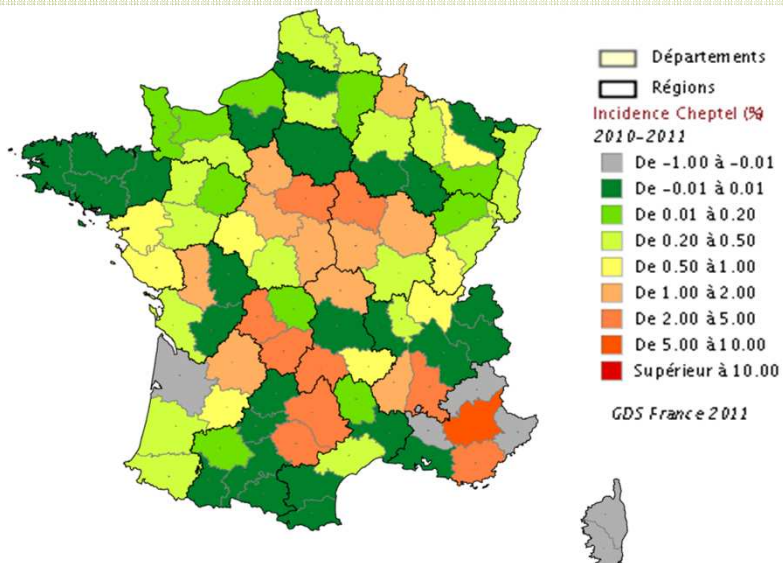 Départements
Régions
Incidence Cheptel (%)
2010-2011
De -1.00 à -0.01
De -0.01 à 0.01
De 0.01 à 0.20
De 0.20 à 0.50
De 0.50 à 1.00
De 1.00 à 2.00
De 2.00 à 5.00
De 5.00 à 10.00
Supérieur à 10.00
GDS France 2011